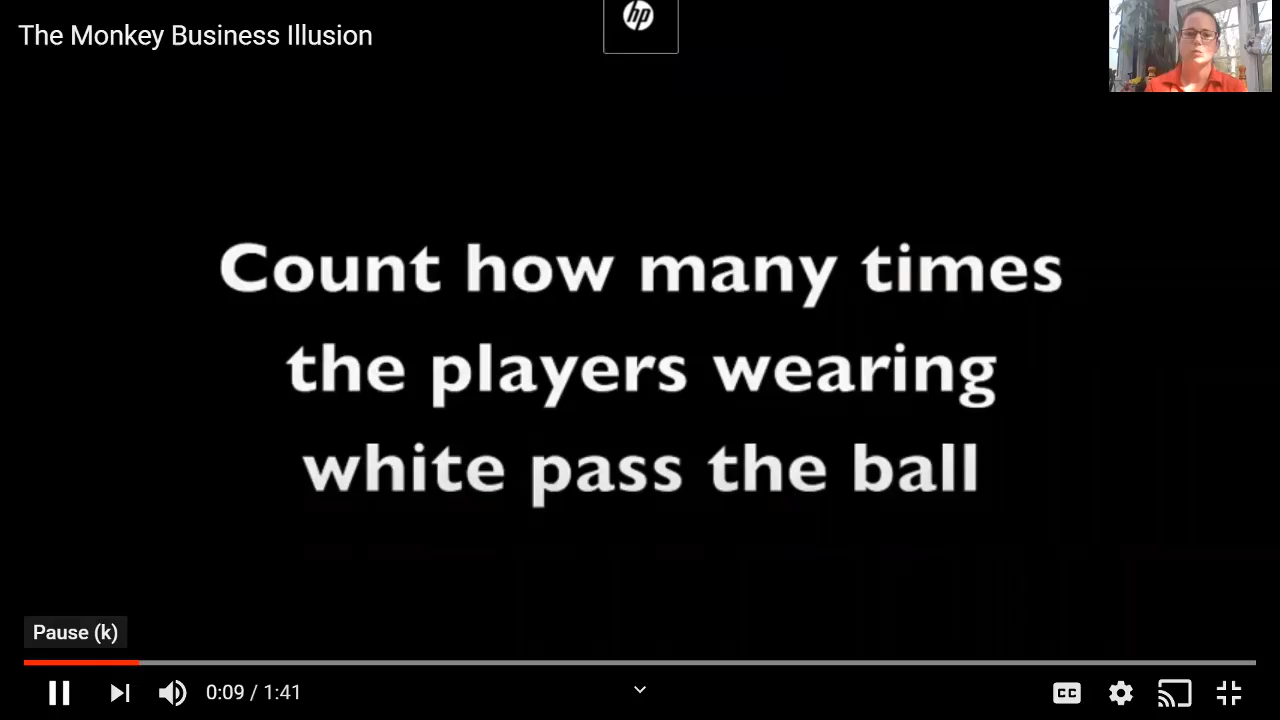 The Monkey Business Illusion
hp
Count how many times
the players wearing
white pass the ball
Pause (k)
0:09 / 1:41
CC